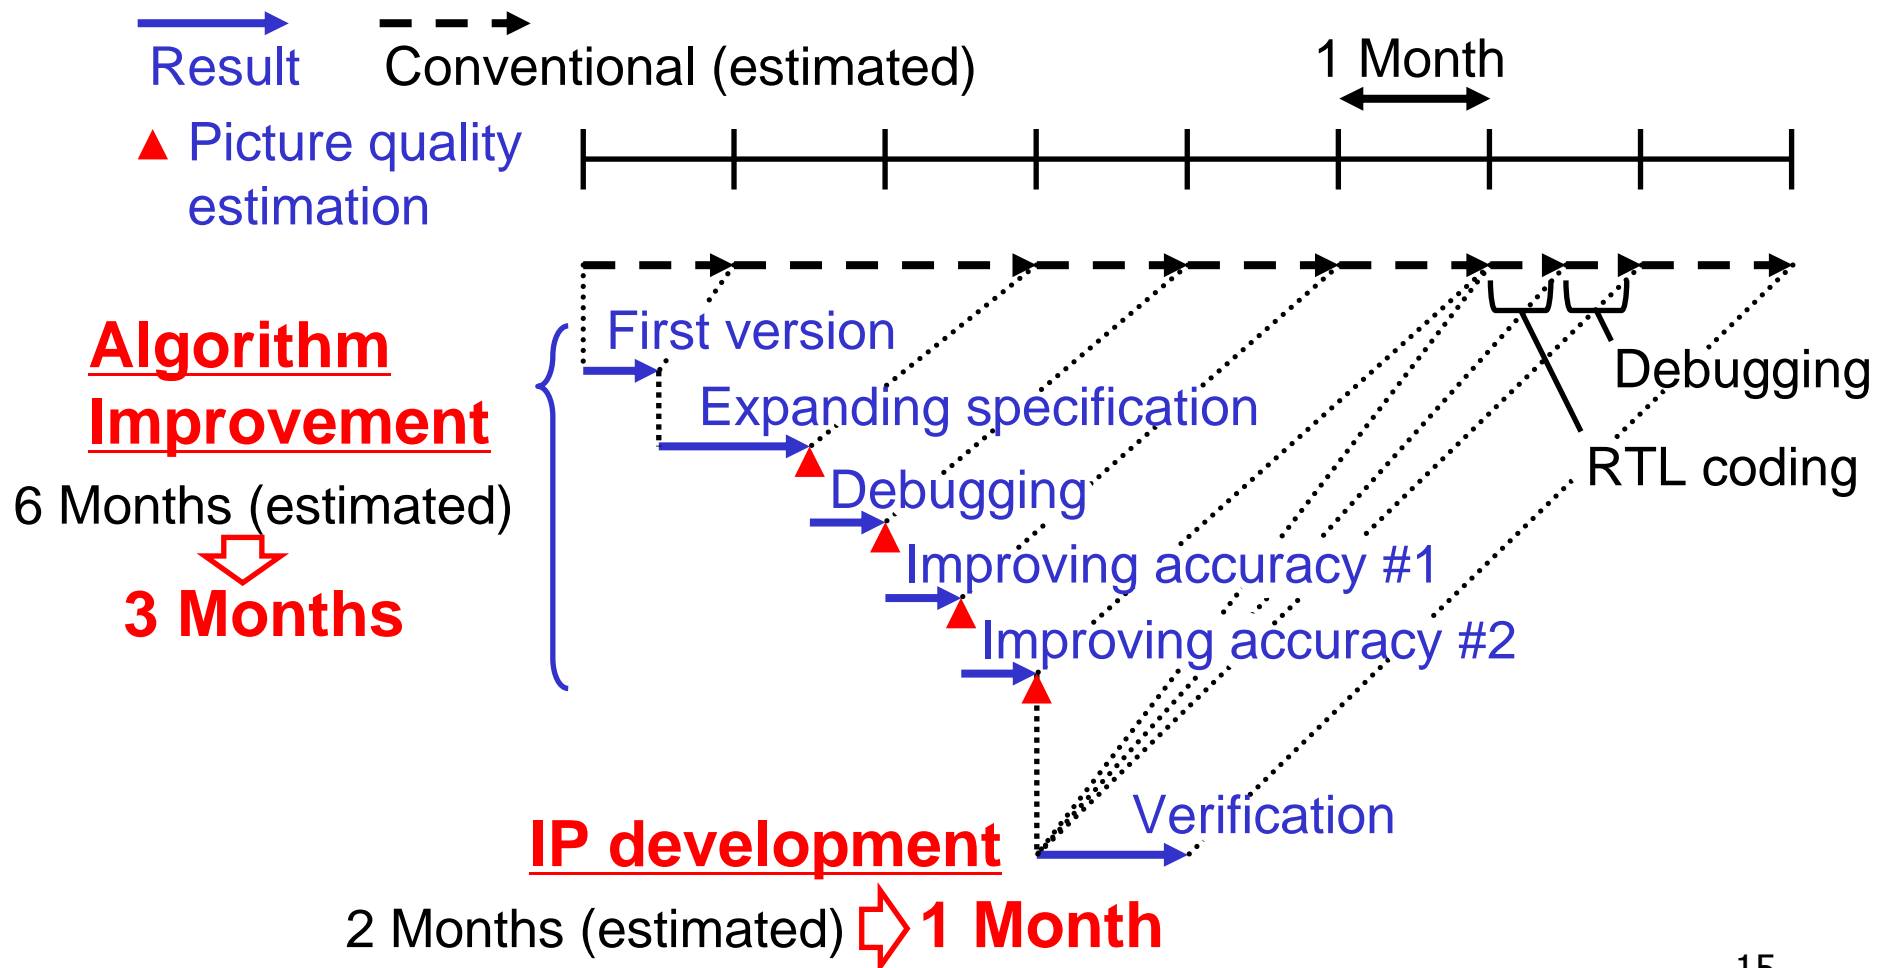 Result
Conventional (estimated)
1 Month
Picture quality
estimation
First version
Algorithm
Improvement
Expanding specification
Debugging
RTL coding
6 Months (estimated)
Debugging
3 Months
Improving accuracy #1
Improving accuracy #2
Verification
IP development
2 Months (estimated)
1 Month
15